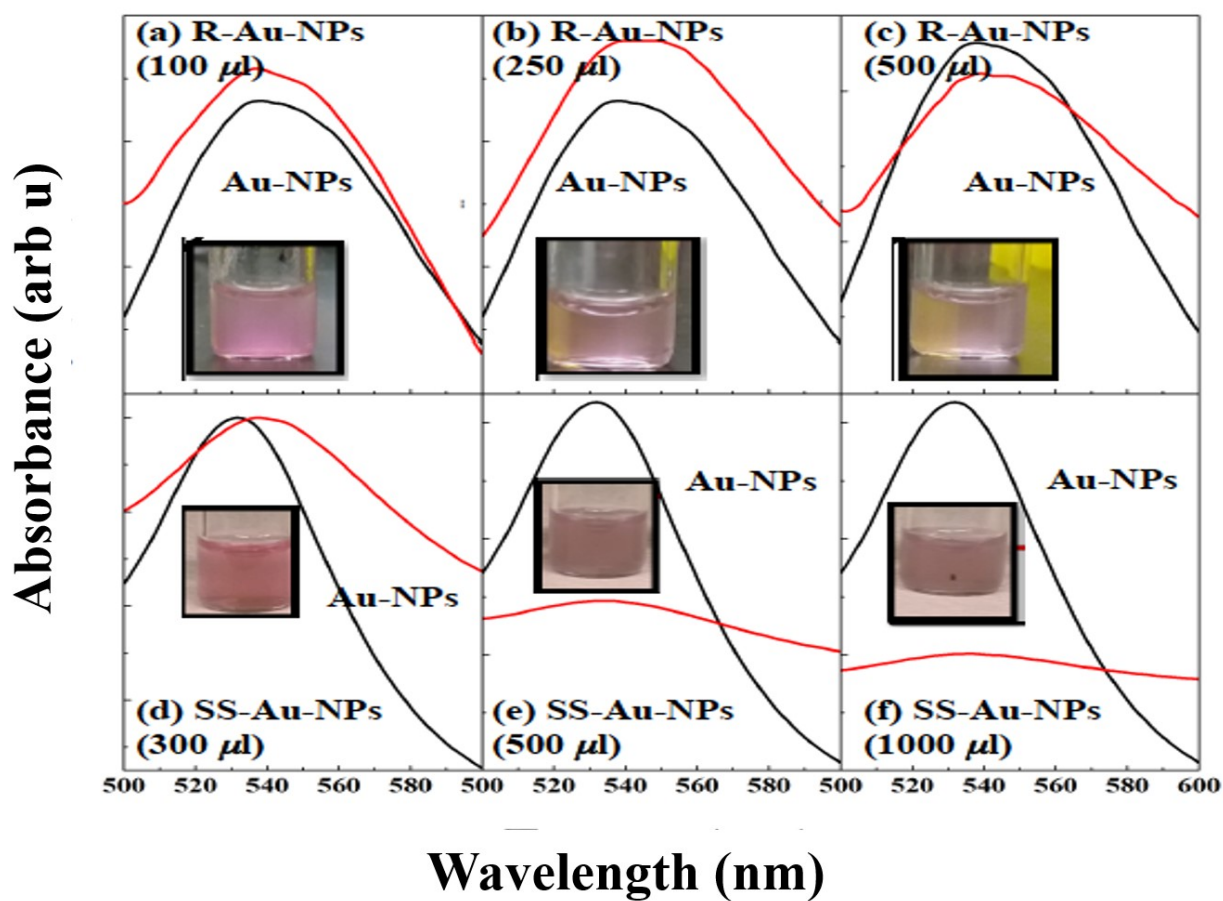 Absorbance (arb u)
(a) R-Au-NPs
(100 μl)
Au-NPs
(b) R-Au-NPs
(250 μl)
Au-NPs
(c) R-Au-NPs
(500 μl)
Au-NPs
Au-NPs
(d) SS-Au-NPs
(300 μl)
Au-NPs
(e) SS-Au-NPs
(500 μl)
Au-NPs
(f) SS-Au-NPs
(1000 μl)
500 520 540 560 580 500 520 540 560 580 500 520 540 560 580 600
Wavelength (nm)